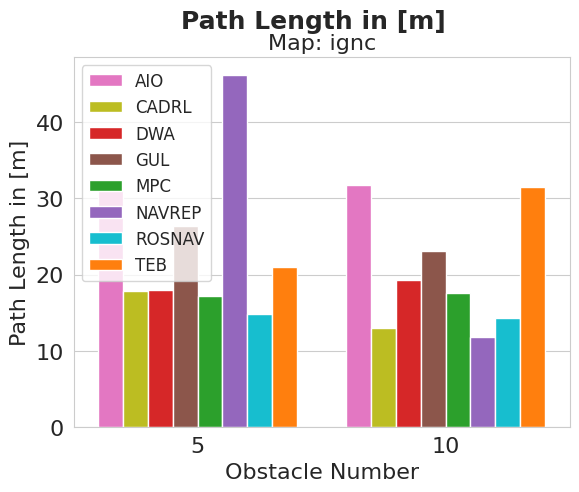 Path Length in [m]
Map: ignc
AIO
CADRL
DWA
GUL
MPC
NAVREP
ROSNAV
TEB
Path Length in [m]
40
30
20
10
0
5
10
Obstacle Number